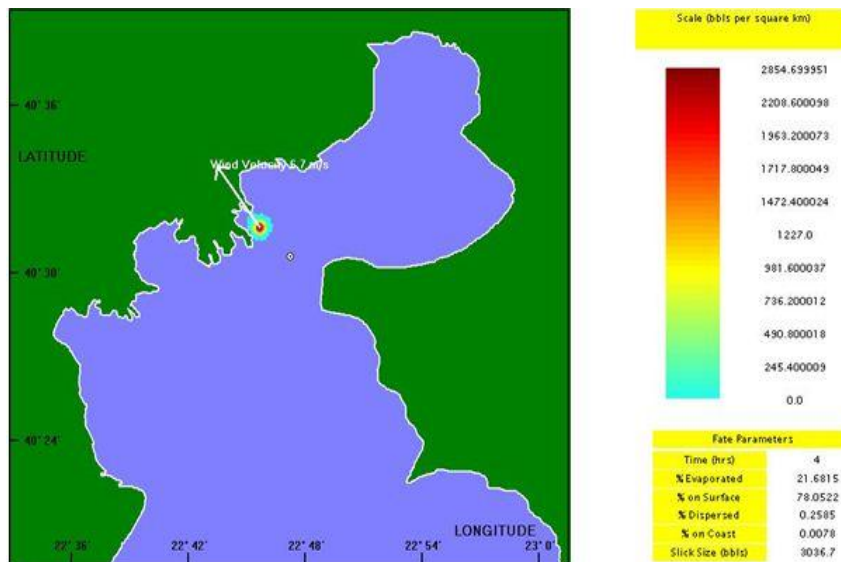 Scale (bbls per square km)
2854.699951
2208.600098
1963.200073
1717.800049
1472.400024
1227.0
981.600037
736.200012
490.800018
245.400009
0.0
40° 36'
LATITUDE
Wind Velocity 6.7 m/s
40° 30'
40° 24'
LONGITUDE
22° 36' 22° 42' 22° 48' 22° 54' 23° 0'
Fate Parameters
Time (hrs) 4
% Evaporated 21.6815
% on Surface 78.0522
% Dispersed 0.2585
% on Coast 0.0078
Slick Size (bbls) 3036.7